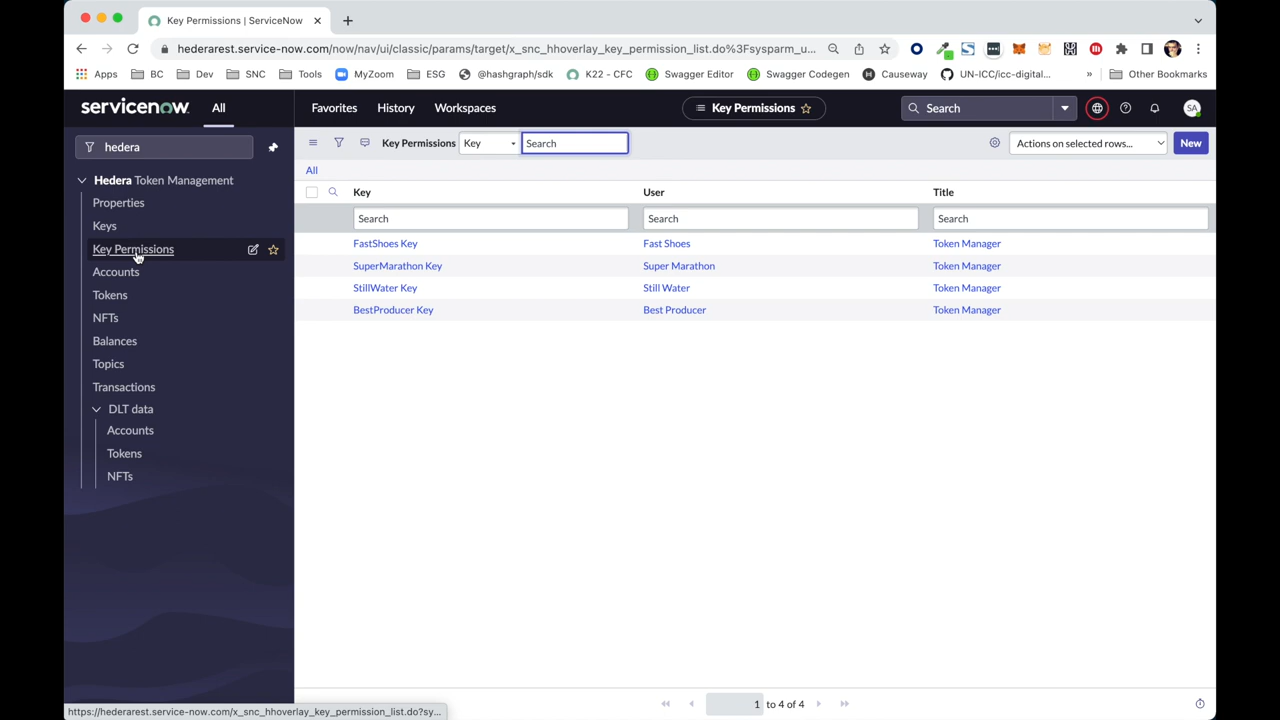 Key Permissions | ServiceNow
hederarest.service-now.com/now/nav/ui/classic/params/target/x_snc_hhoverlay_key_permission_list.do%3Fsysparm_u...
Apps BC Dev SNC Tools MyZoom ESG @hashgraph/sdk K22 - CFC Swagger Editor Swagger Codegen Causeway UN-ICC/icc-digital... » Other Bookmarks
servicenow All Favorites History Workspaces Key Permissions Search SA
hedera
Key Permissions Key Search Actions on selected rows... New
All
Hedera Token Management
Properties
Keys
Key Permissions
Accounts
Tokens
NFTs
Balances
Topics
Transactions
DLT data
Accounts
Tokens
NFTs
Key User Title
Search Search Search
FastShoes Key Fast Shoes Token Manager
SuperMarathon Key Super Marathon Token Manager
StillWater Key Still Water Token Manager
BestProducer Key Best Producer Token Manager
1 to 4 of 4
https://hederarest.service-now.com/x_snc_hhoverlay_key_permission_list.do?sy...